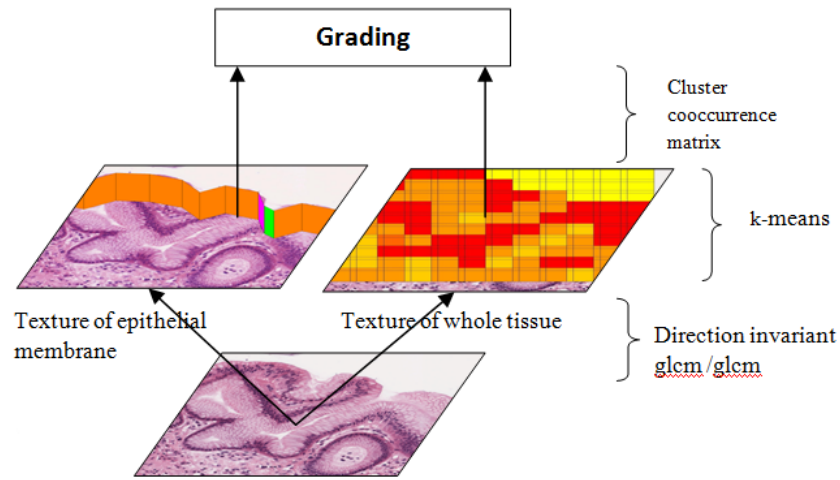 Grading
Cluster
cooccurrence
matrix
k-means
Texture of epithelial
membrane
Texture of whole tissue
Direction invariant
glcm /glcm